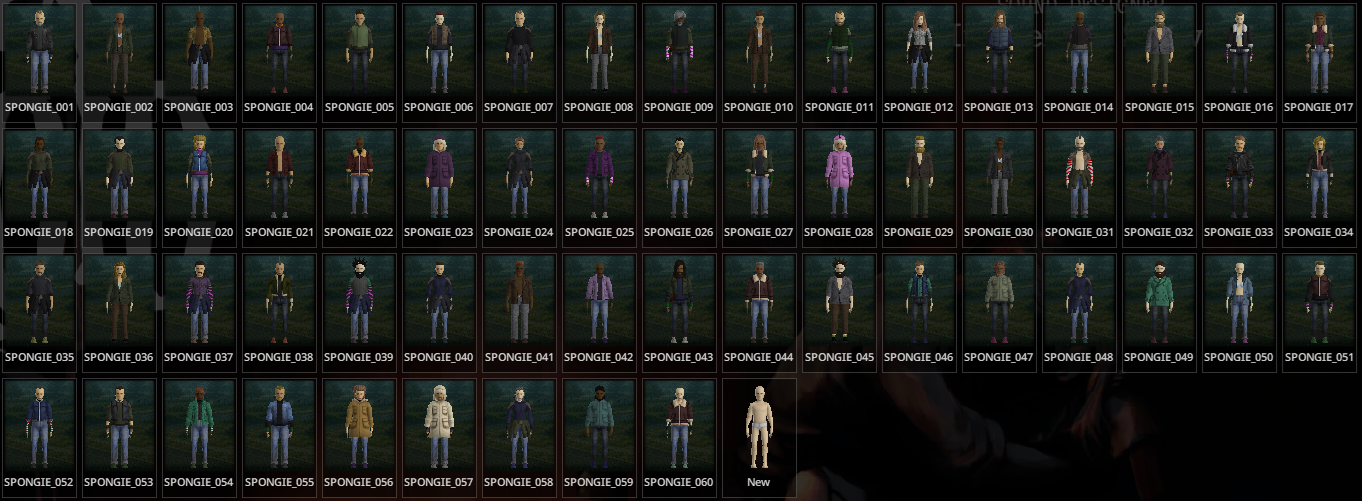 SPONGIE_001 SPONGIE_002 SPONGIE_003 SPONGIE_004 SPONGIE_005 SPONGIE_006 SPONGIE_007 SPONGIE_008 SPONGIE_009 SPONGIE_010 SPONGIE_011 SPONGIE_012 SPONGIE_013 SPONGIE_014 SPONGIE_015 SPONGIE_016 SPONGIE_017
SPONGIE_018 SPONGIE_019 SPONGIE_020 SPONGIE_021 SPONGIE_022 SPONGIE_023 SPONGIE_024 SPONGIE_025 SPONGIE_026 SPONGIE_027 SPONGIE_028 SPONGIE_029 SPONGIE_030 SPONGIE_031 SPONGIE_032 SPONGIE_033 SPONGIE_034
SPONGIE_035 SPONGIE_036 SPONGIE_037 SPONGIE_038 SPONGIE_039 SPONGIE_040 SPONGIE_041 SPONGIE_042 SPONGIE_043 SPONGIE_044 SPONGIE_045 SPONGIE_046 SPONGIE_047 SPONGIE_048 SPONGIE_049 SPONGIE_050 SPONGIE_051
SPONGIE_052 SPONGIE_053 SPONGIE_054 SPONGIE_055 SPONGIE_056 SPONGIE_057 SPONGIE_058 SPONGIE_059 SPONGIE_060 New